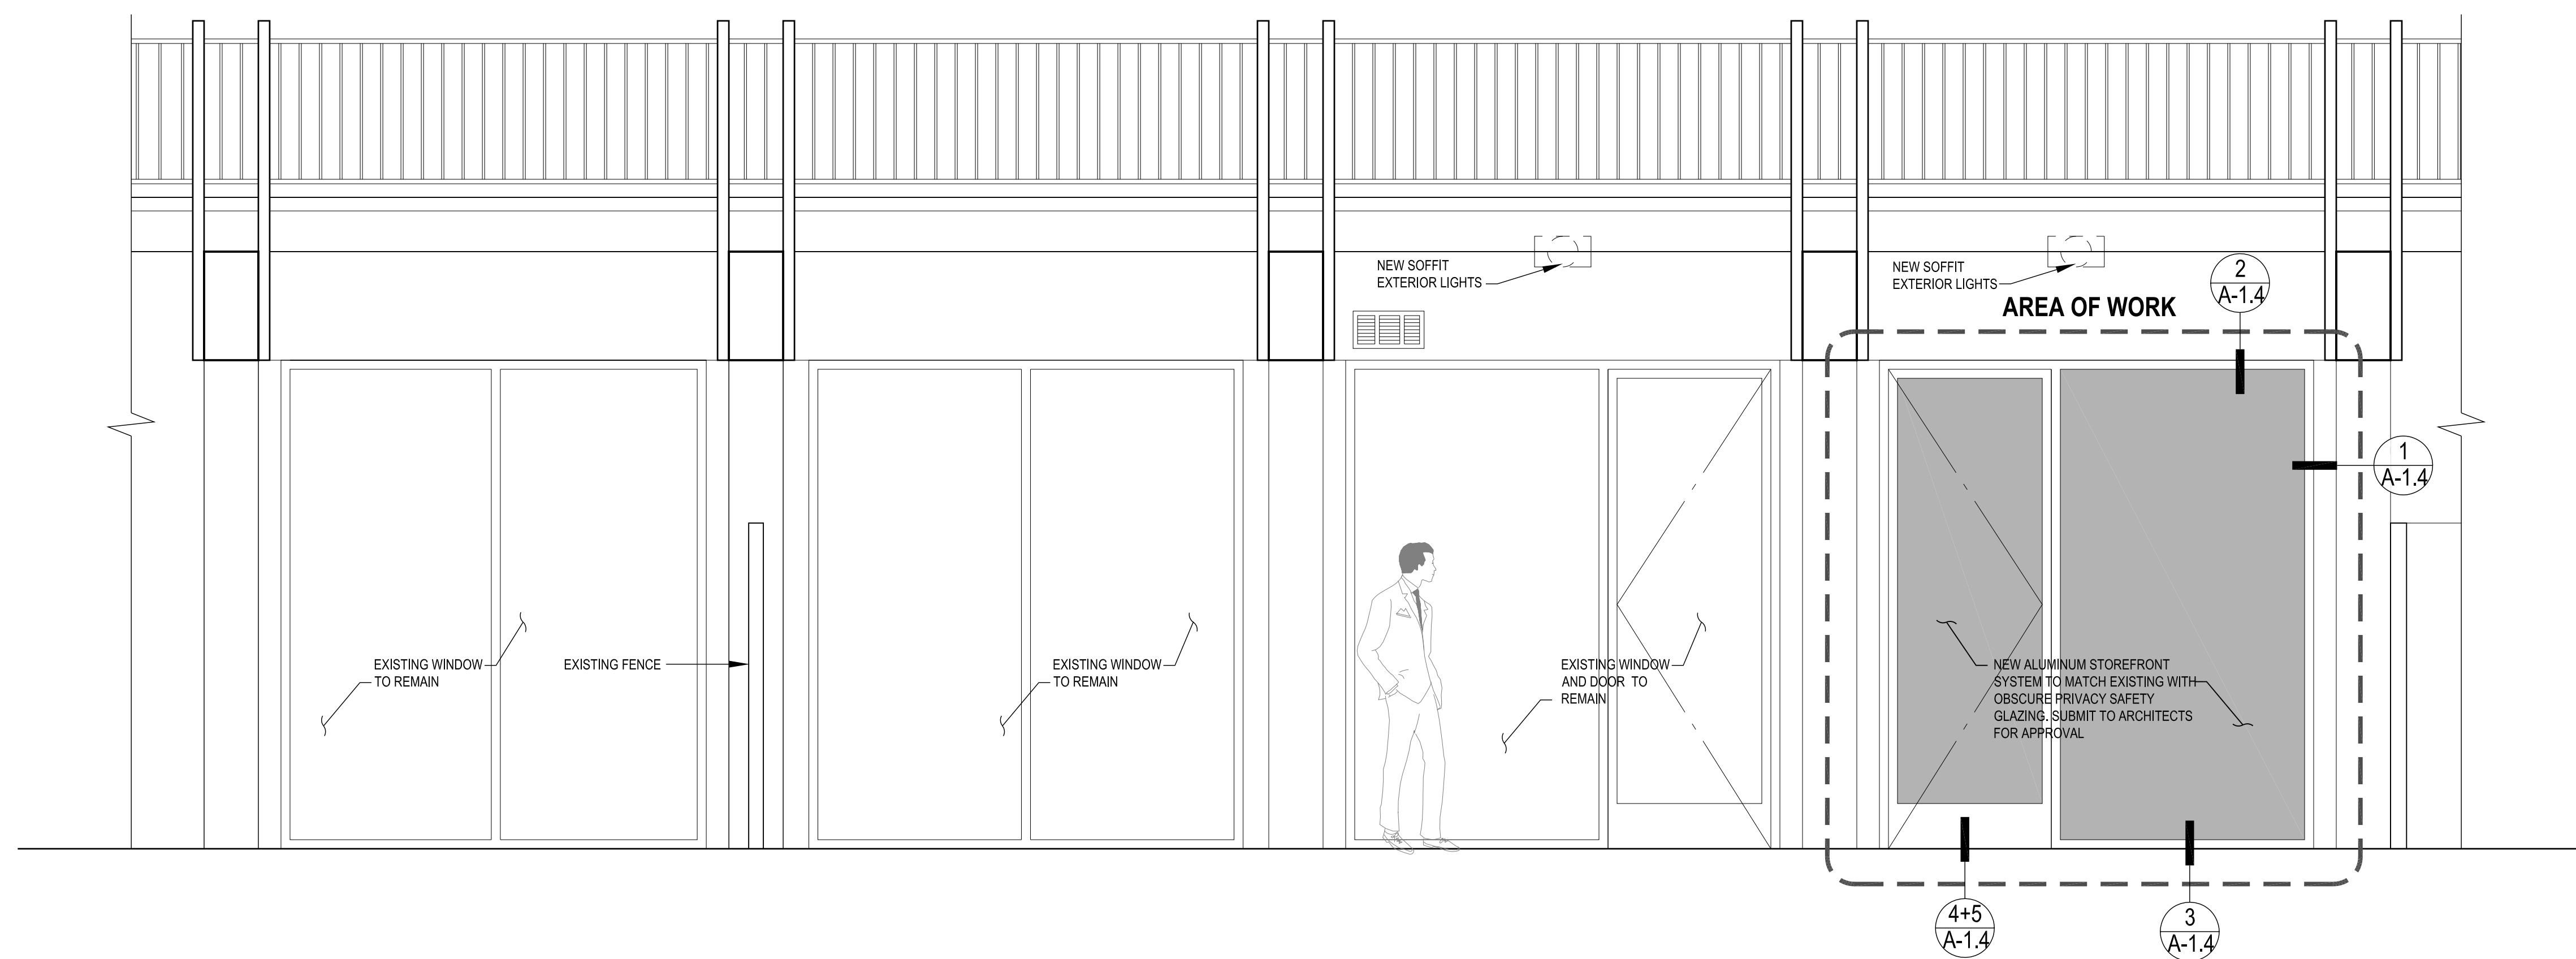 NEW SOFFIT
EXTERIOR LIGHTS
NEW SOFFIT
EXTERIOR LIGHTS
AREA OF WORK
2
A-1.4
1
A-1.4
EXISTING WINDOW
TO REMAIN
EXISTING FENCE
EXISTING WINDOW
TO REMAIN
EXISTING WINDOW
AND DOOR TO
REMAIN
NEW ALUMINUM STOREFRONT
SYSTEM TO MATCH EXISTING WITH
OBSCURE PRIVACY SAFETY
GLAZING. SUBMIT TO ARCHITECTS
FOR APPROVAL
4+5
A-1.4
3
A-1.4